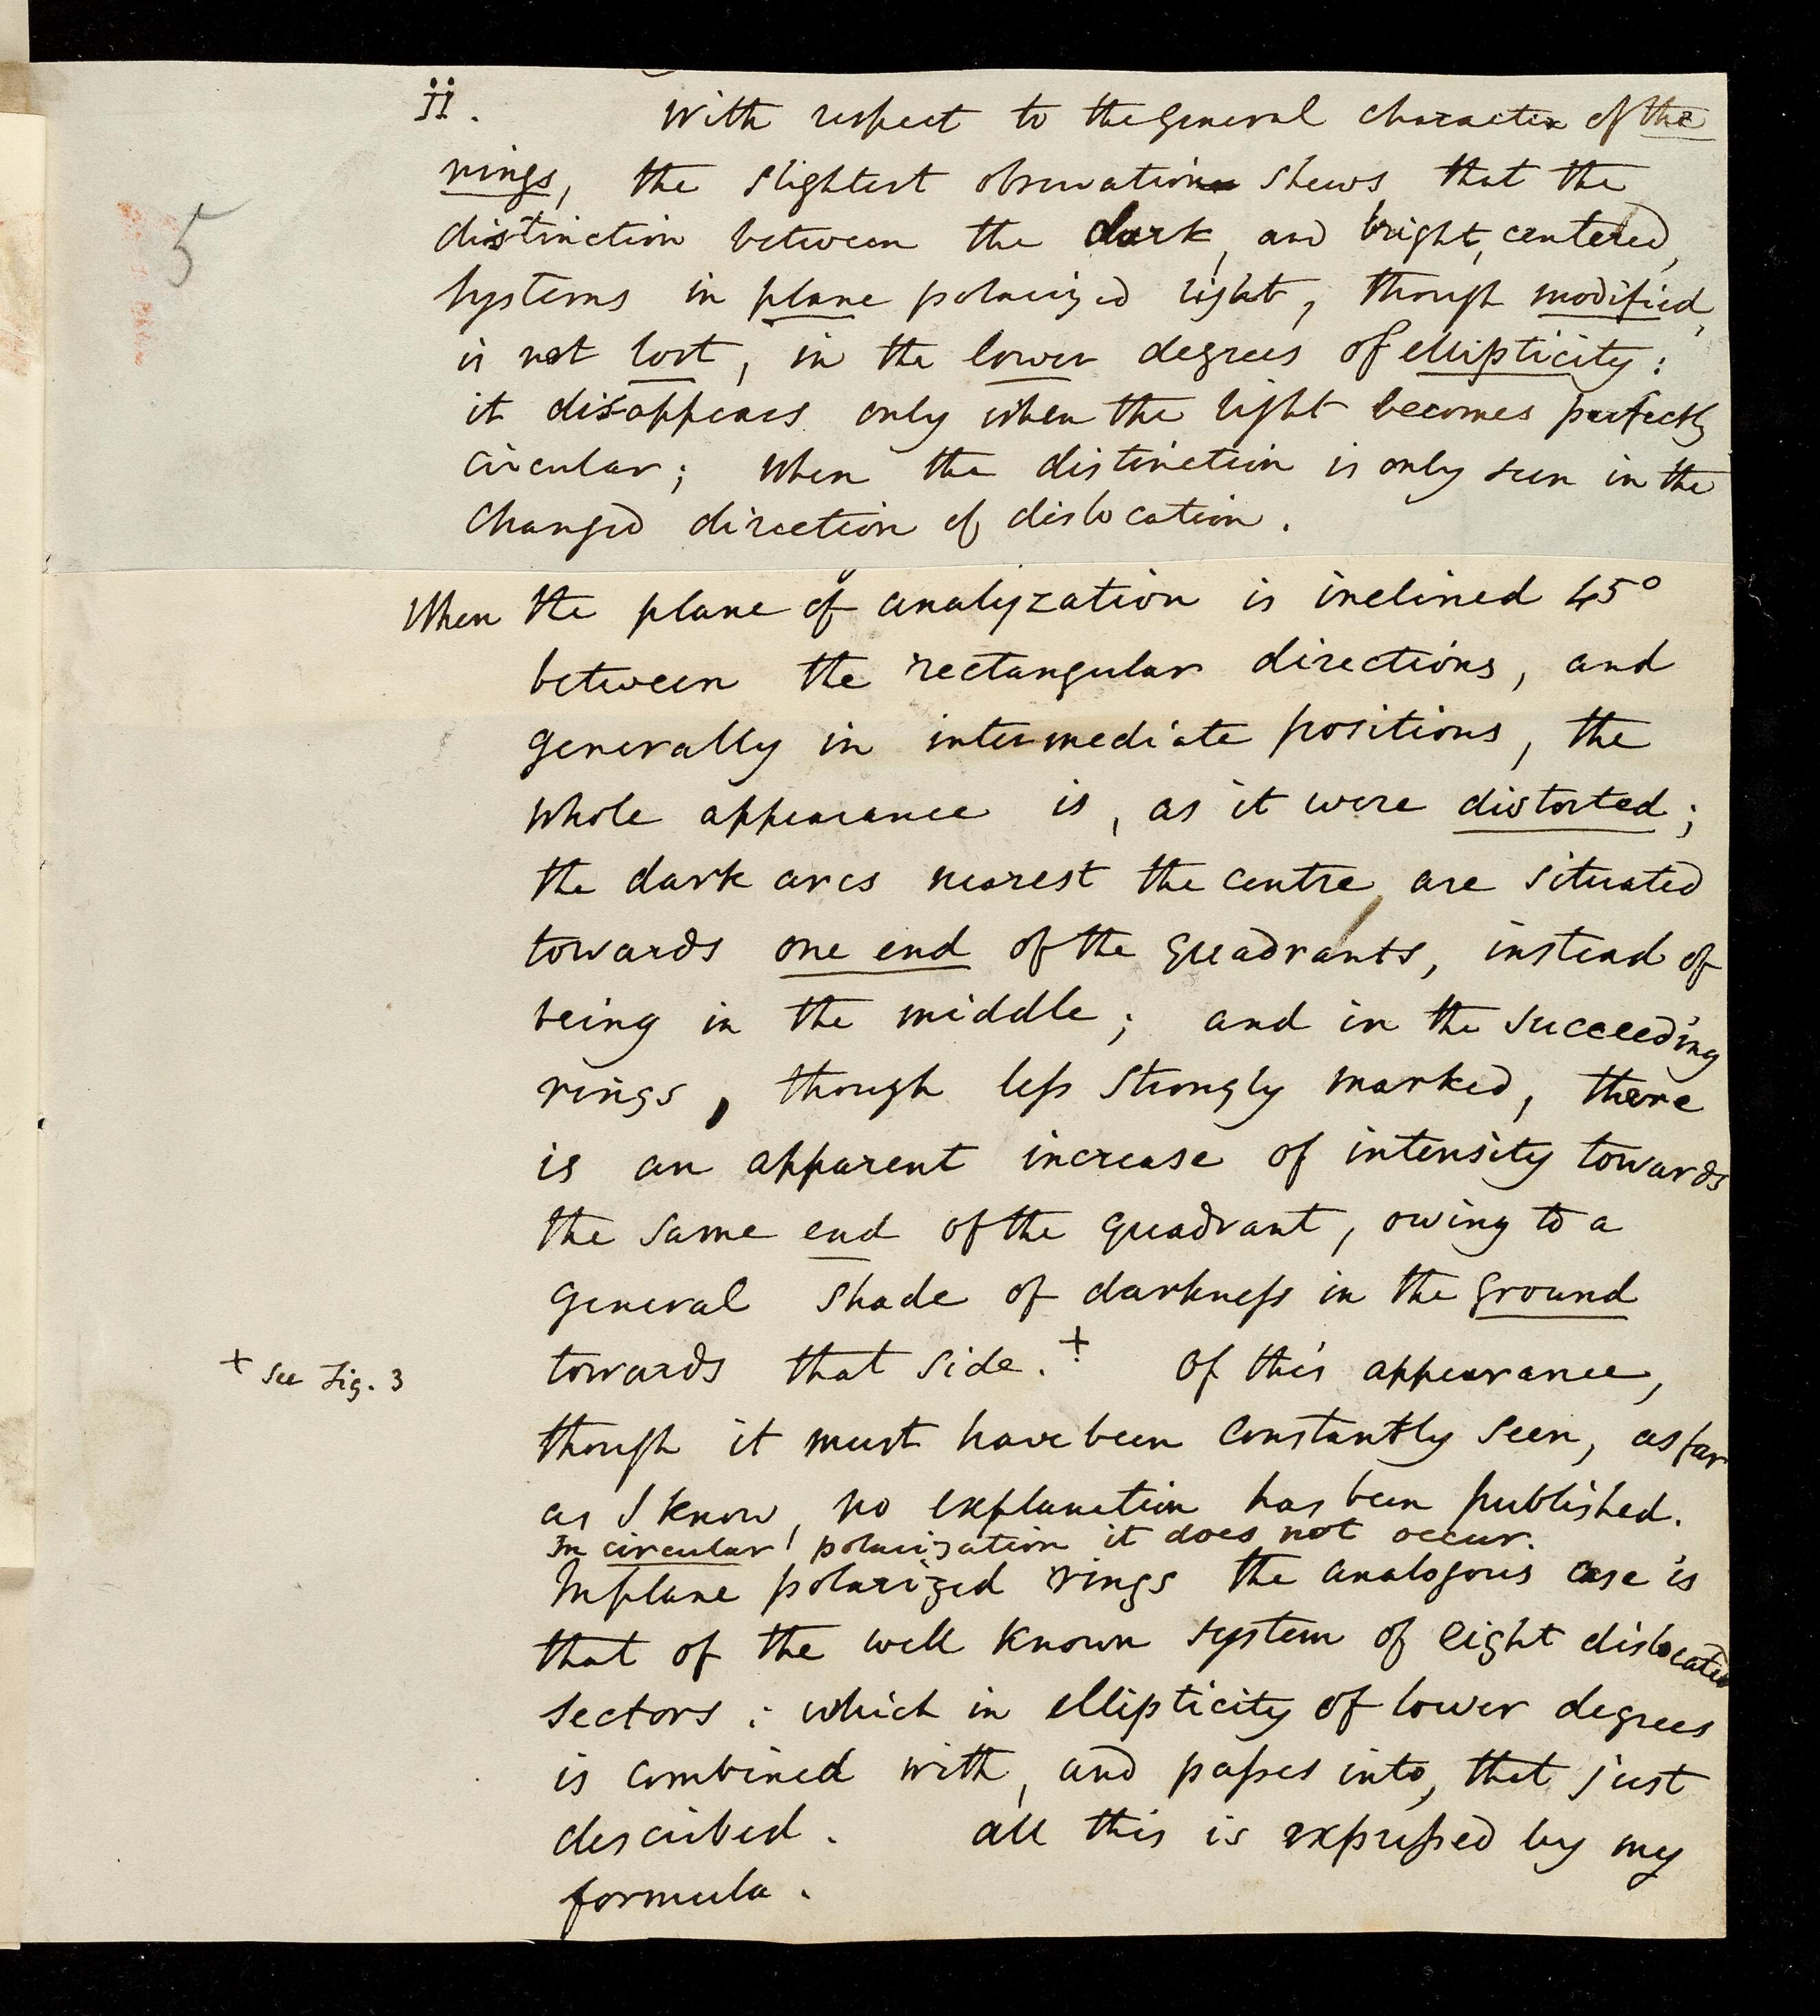 5
ii. With respect to the general character of the
rings, the slightest observation shews that the
distinction between the dark, and bright, centered,
systems in plane polarized light, though modified,
is not lost, in the lower degrees of ellipticity:
it disappears only when the light becomes perfectly
circular; when the distinction is only seen in the
changed direction of dislocation.
When the plane of analyzation is inclined 45°
between the rectangular directions, and
generally in intermediate positions, the
whole appearance is, as it were distorted;
the dark arcs nearest the centre are situated
towards one end of the quadrants, instead of
being in the middle; and in the succeeding
rings, though less strongly marked, there
is an apparent increase of intensity towards
the same end of the quadrant, owing to a
general shade of darkness in the ground
towards that side.+ Of this appearance,
+ see Fig. 3
though it must have been constantly seen, as far
as I know, no explanation has been published.
In circular polarization it does not occur.
In plane polarized rings the analogous case is
that of the well known system of eight dislocated
sectors: which in ellipticity of lower degrees
is combined with, and passes into, that just
described. all this is expressed by my
formula.